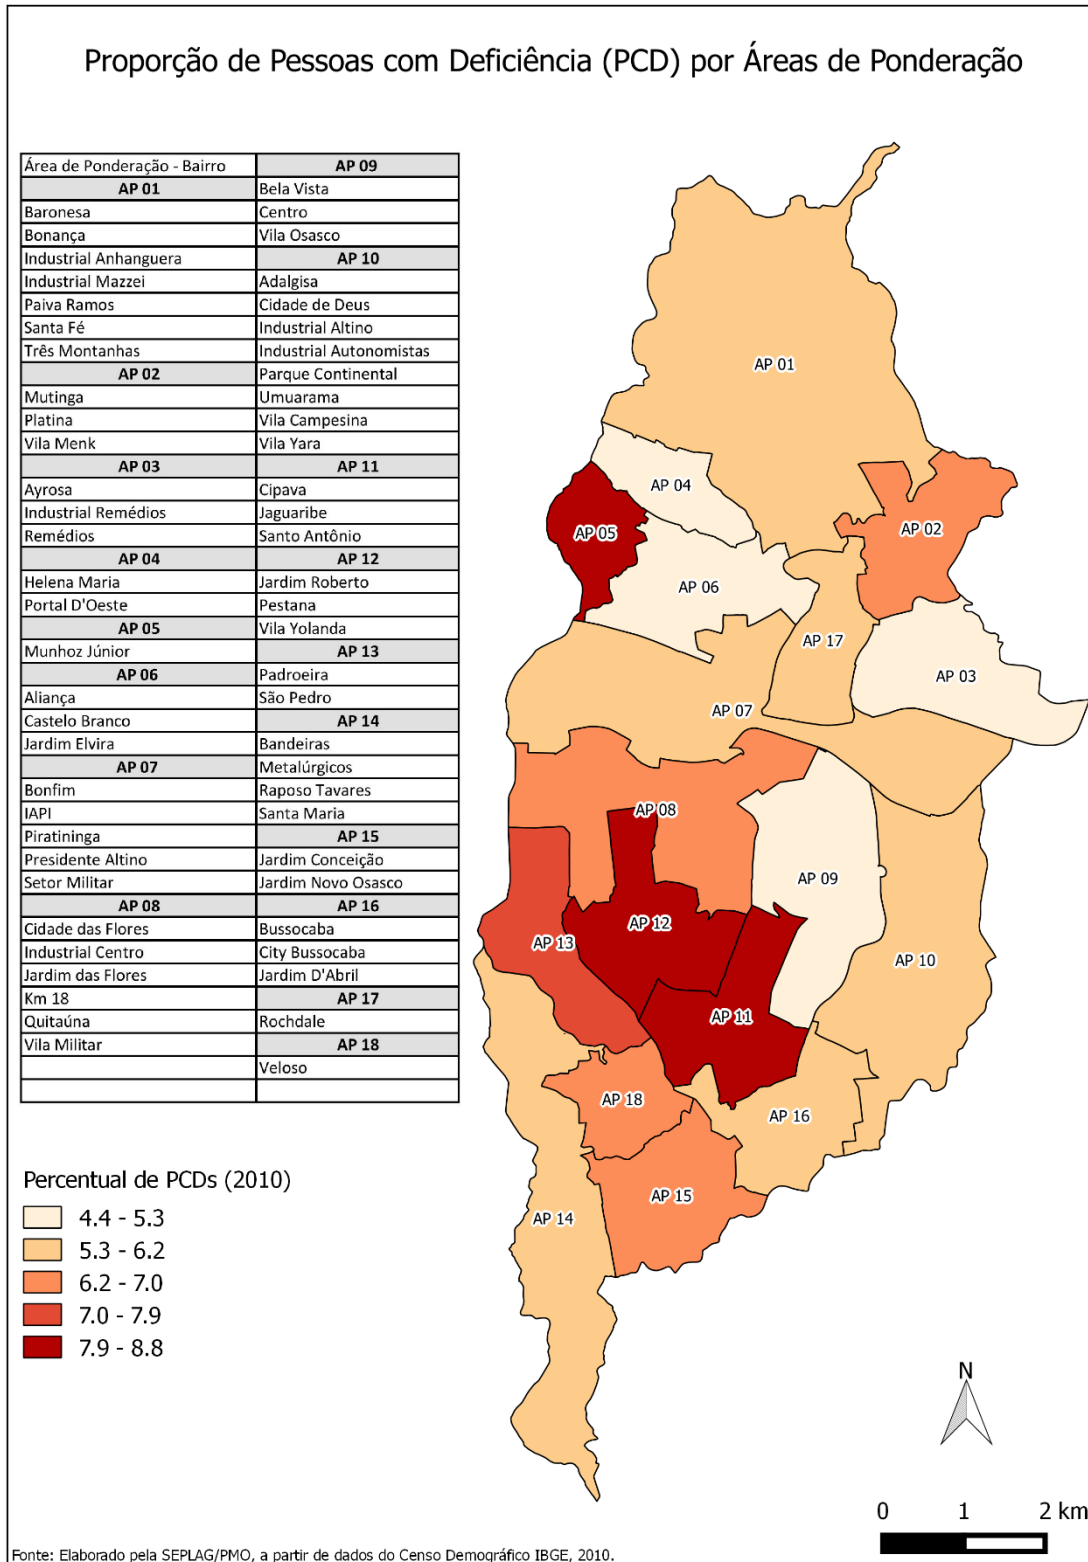 Proporção de Pessoas com Deficiência (PCD) por Áreas de Ponderação
Área de Ponderação - Bairro
AP 01
Baronesa
Bonança
Industrial Anhanguera
Industrial Mazzei
Paiva Ramos
Santa Fé
Três Montanhas
AP 02
Mutinga
Platina
Vila Menk
AP 03
Ayrosa
Industrial Remédios
Remédios
AP 04
Helena Maria
Portal D'Oeste
AP 05
Munhoz Júnior
AP 06
Aliança
Castelo Branco
Jardim Elvira
AP 07
Bonfim
IAPI
Piratininga
Presidente Altino
Setor Militar
AP 08
Cidade das Flores
Industrial Centro
Jardim das Flores
Km 18
Quitaúna
Vila Militar
AP 09
Bela Vista
Centro
Vila Osasco
AP 10
Adalgisa
Cidade de Deus
Industrial Altino
Industrial Autonomistas
Parque Continental
Umuarama
Vila Campesina
Vila Yara
AP 11
Cipava
Jaguaribe
Santo Antônio
AP 12
Jardim Roberto
Pestana
Vila Yolanda
AP 13
Padroeira
São Pedro
AP 14
Bandeiras
Metalúrgicos
Raposo Tavares
Santa Maria
AP 15
Jardim Conceição
Jardim Novo Osasco
AP 16
Bussocaba
City Bussocaba
Jardim D'Abril
AP 17
Rochdale
AP 18
Veloso
AP 01
AP 04
AP 05
AP 02
AP 06
AP 17
AP 03
AP 07
AP 08
AP 09
AP 12
AP 13
AP 10
AP 11
AP 18
AP 16
AP 15
AP 14
Percentual de PCDs (2010)
4.4 - 5.3
5.3 - 6.2
6.2 - 7.0
7.0 - 7.9
7.9 - 8.8
N
0 1 2 km
Fonte: Elaborado pela SEPLAG/PMO, a partir de dados do Censo Demográfico IBGE, 2010.